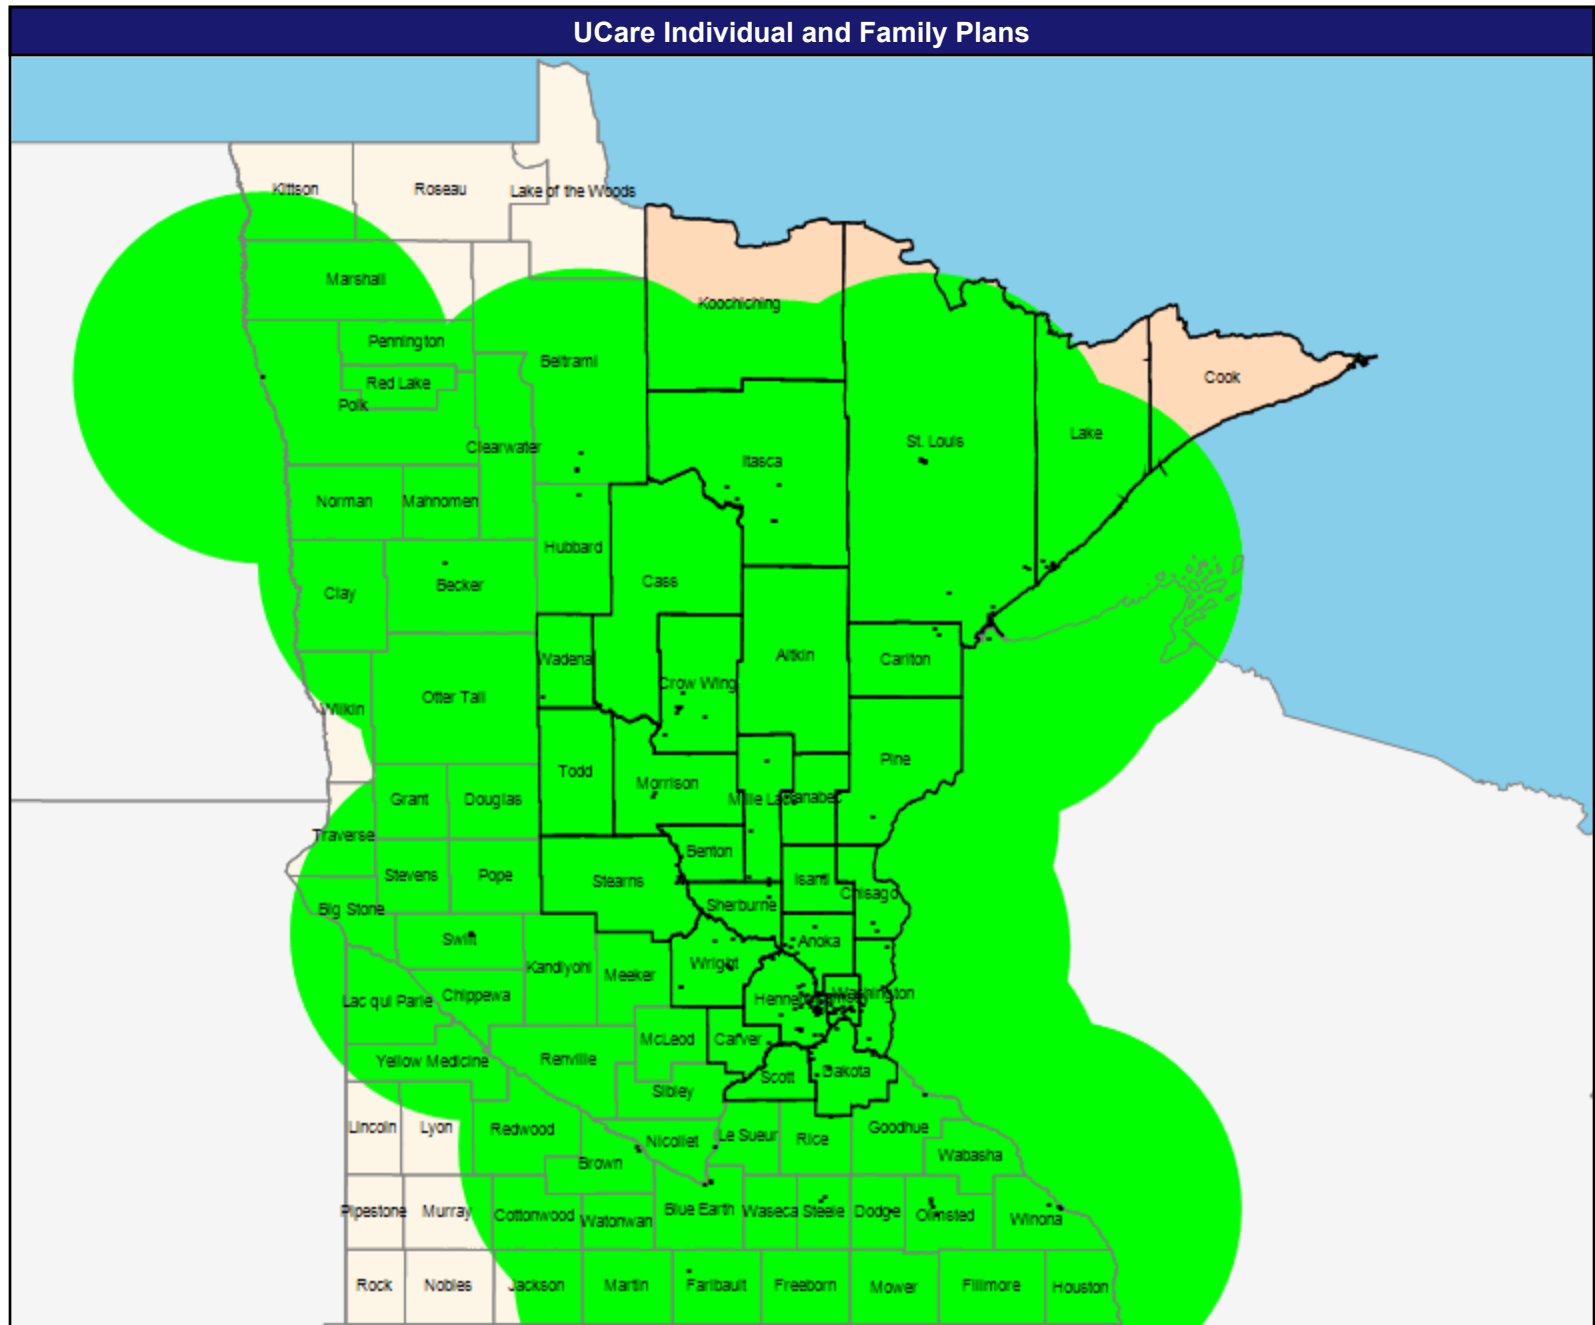 UCare Individual and Family Plans
Kittson
Roseau
Lake of the Woods
Marshall
Koochiching
Pennington
Beltrami
Red Lake
Polk
Cook
Clearwater
Lake
St. Louis
Itasca
Norman
Mahnomen
Hubbard
Cass
Becker
Clay
Wadena
Aitkin
Carlton
Crow Wing
Otter Tail
Wilkin
Pine
Todd
Morrison
Grant
Douglas
Mille Lacs
Kanabec
Traverse
Benton
Stevens
Pope
Stearns
Isanti
Chisago
Big Stone
Sherburne
Swift
Anoka
Kandiyohi
Wright
Meeker
Lac qui Parle
Chippewa
Hennepin
Washington
McLeod
Carver
Yellow Medicine
Renville
Scott
Dakota
Sibley
Lincoln
Lyon
Redwood
Nicollet
Le Sueur
Rice
Goodhue
Wabasha
Brown
Pipestone
Murray
Cottonwood
Watonwan
Blue Earth
Waseca
Steele
Dodge
Olmsted
Winona
Rock
Nobles
Jackson
Martin
Faribault
Freeborn
Mower
Fillmore
Houston